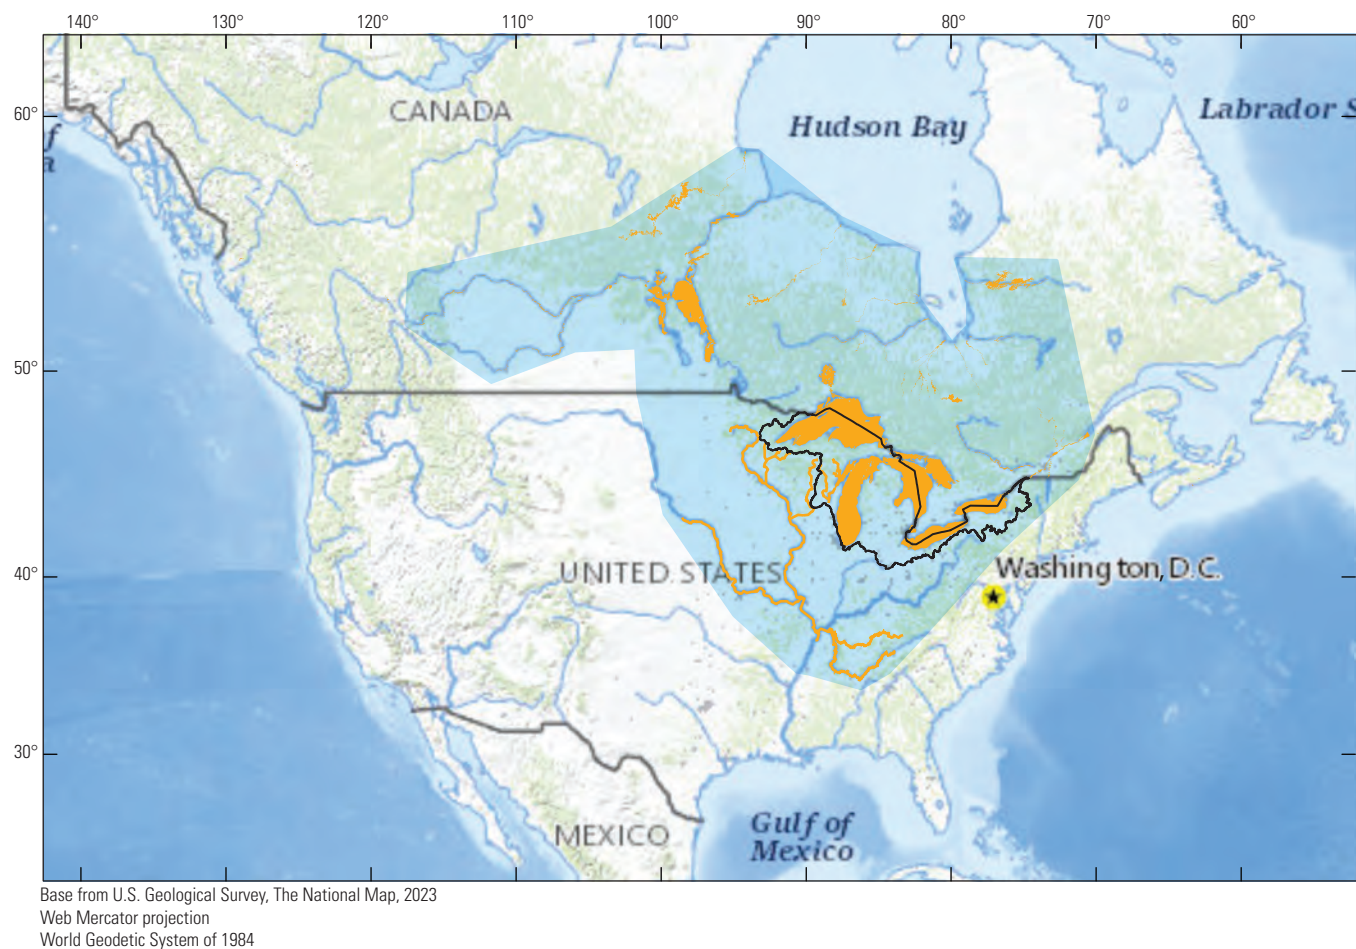 140° 130° 120° 110° 100° 90° 80° 70° 60°
60°
CANADA
Hudson Bay
Labrador S
f
a
50°
40°
UNITED STATES
Washing ton, D.C.
30°
Gulf of
Mexico
MEXICO
Base from U.S. Geological Survey, The National Map, 2023
Web Mercator projection
World Geodetic System of 1984